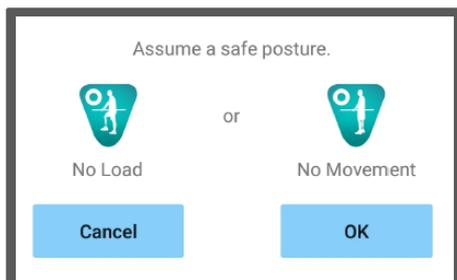 Assume a safe posture.
or
No Load
No Movement
Cancel
OK